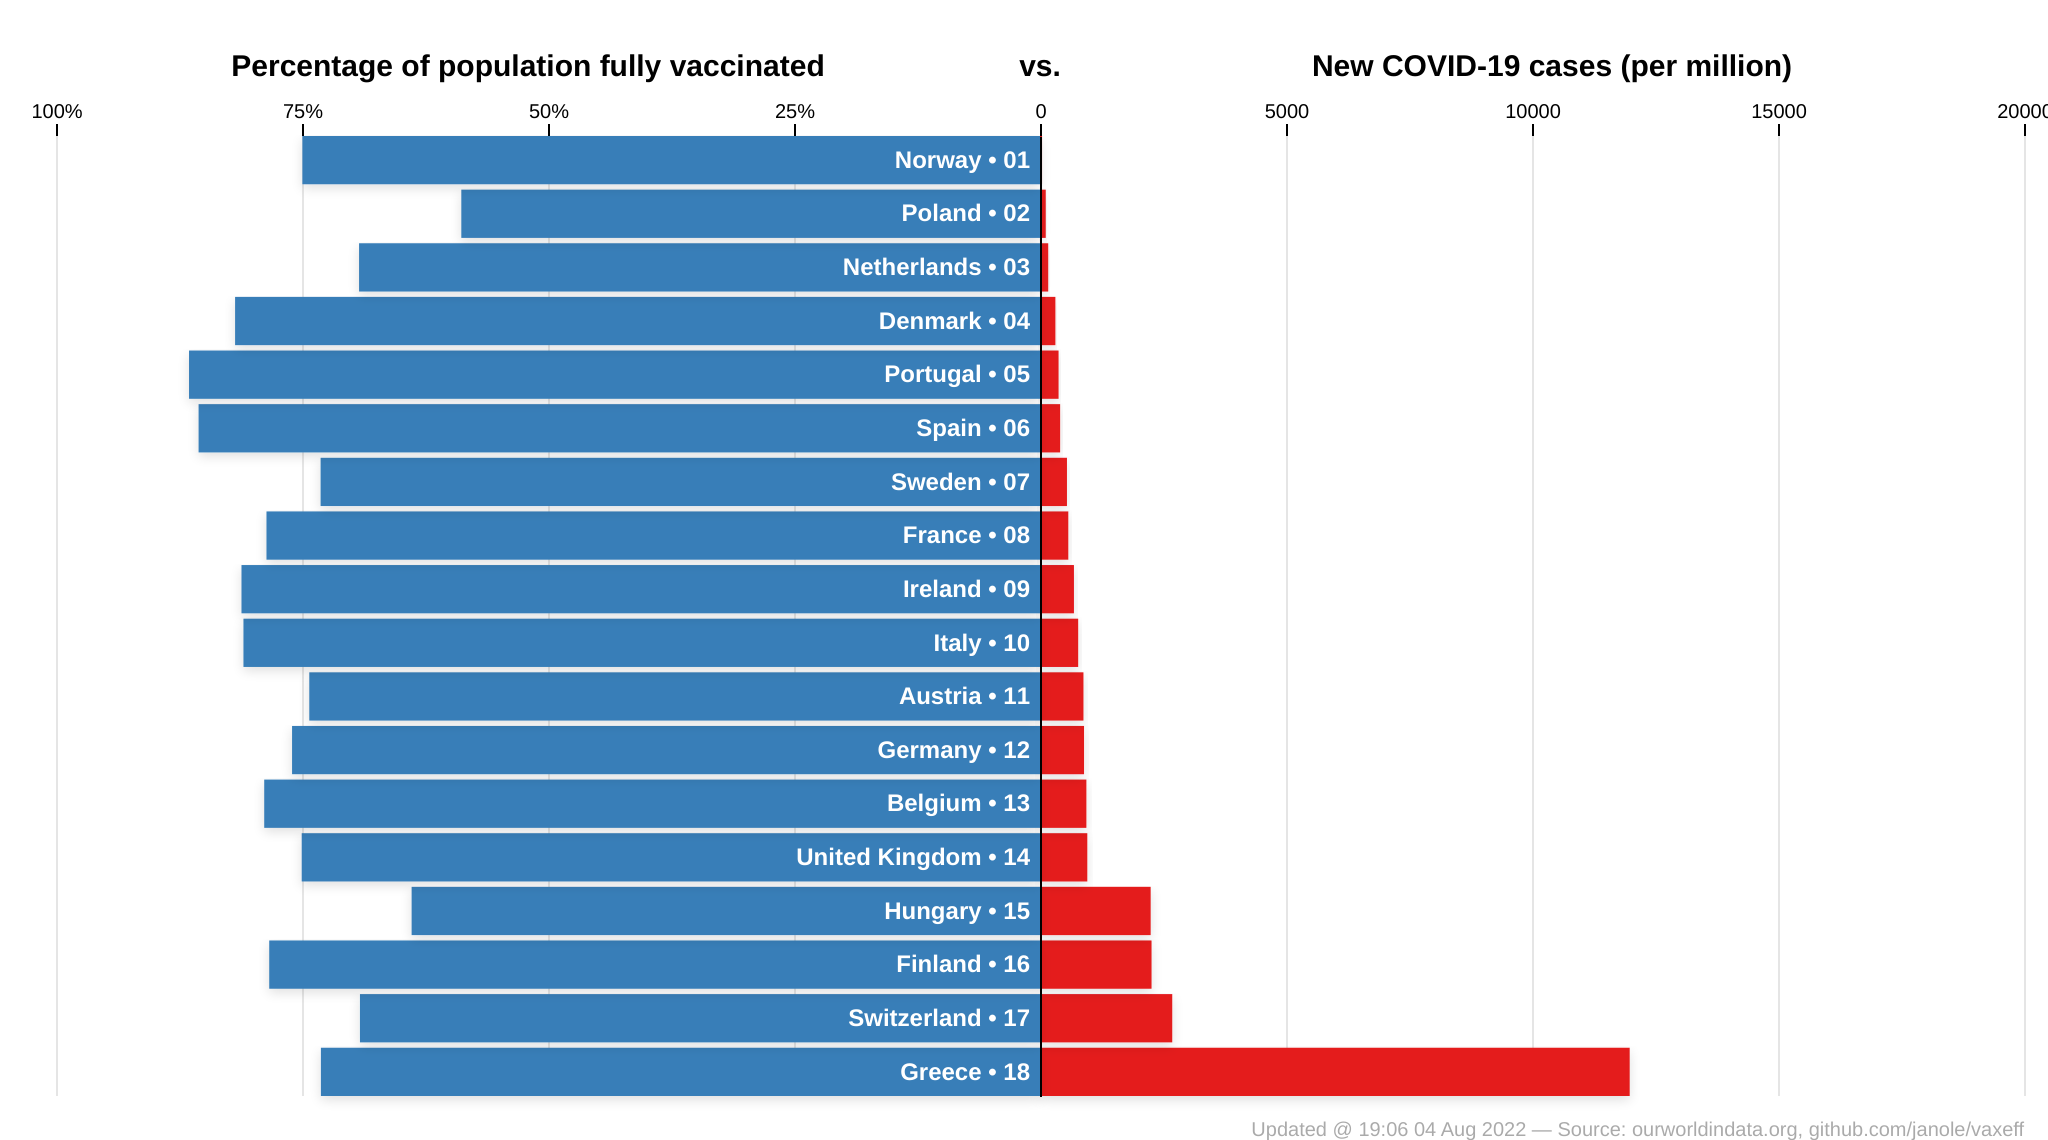 Percentage of population fully vaccinated vs. New COVID-19 cases (per million)
100% 75% 50% 25% 0 5000 10000 15000 20000
Norway • 01
Poland • 02
Netherlands • 03
Denmark • 04
Portugal • 05
Spain • 06
Sweden • 07
France • 08
Ireland • 09
Italy • 10
Austria • 11
Germany • 12
Belgium • 13
United Kingdom • 14
Hungary • 15
Finland • 16
Switzerland • 17
Greece • 18
Updated @ 19:06 04 Aug 2022 — Source: ourworldindata.org, github.com/janole/vaxeff